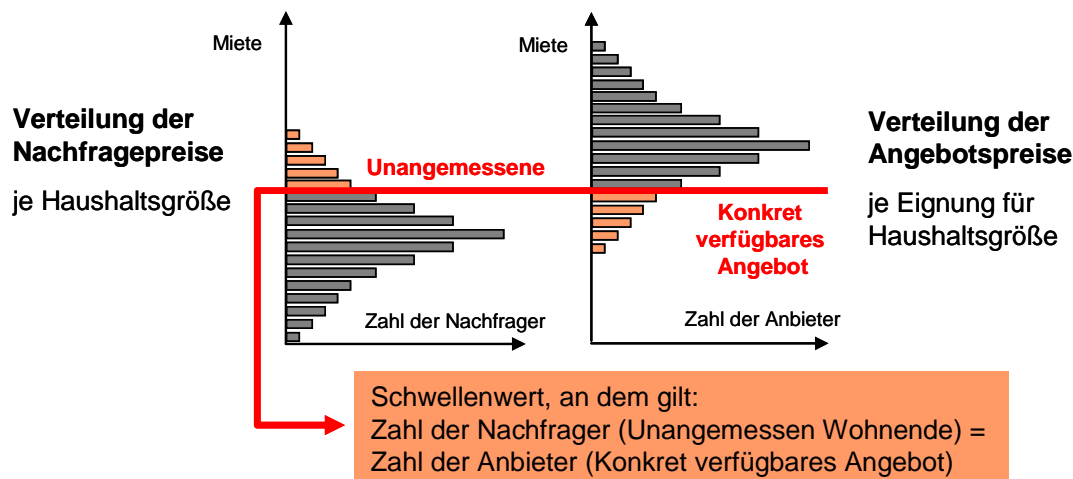 Miete
Miete
Verteilung der
Nachfragepreise
je Haushaltsgröße
Unangemessene
Konkret
verfügbares
Angebot
Verteilung der
Angebotspreise
je Eignung für
Haushaltsgröße
Zahl der Nachfrager
Zahl der Anbieter
Schwellenwert, an dem gilt:
Zahl der Nachfrager (Unangemessen Wohnende) =
Zahl der Anbieter (Konkret verfügbares Angebot)